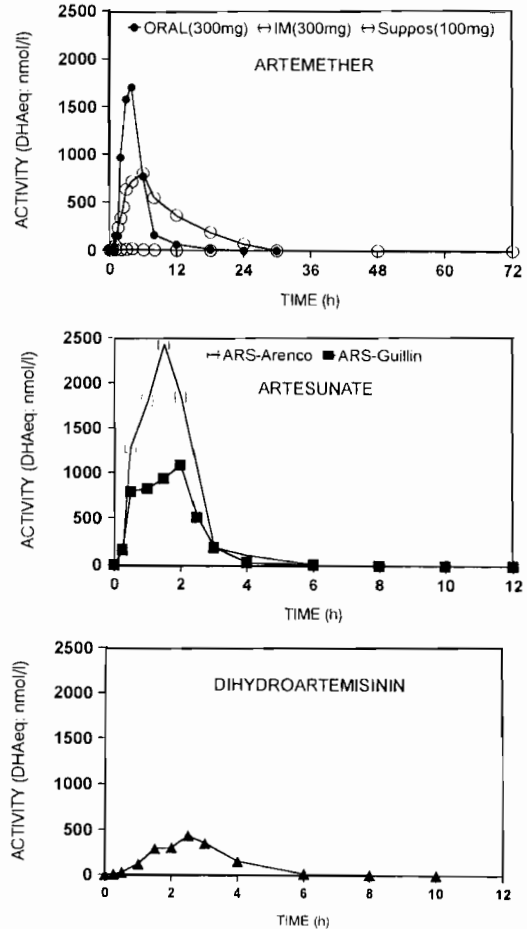 ORAL(300mg) IM(300mg) Suppos(100mg)
ARTEMETHER
ACTIVITY (DHAeq; nmol/l)
2500
2000
1500
1000
500
0
0 12 24 36 48 60 72
TIME (h)
ARS-Arenco ARS-Guillin
ARTESUNATE
ACTIVITY (DHAeq; nmol/l)
2500
2000
1500
1000
500
0
0 2 4 6 8 10 12
TIME (h)
DIHYDROARTEMISININ
ACTIVITY (DHAeq; nmol/l)
2500
2000
1500
1000
500
0
0 2 4 6 8 10 12
TIME (h)